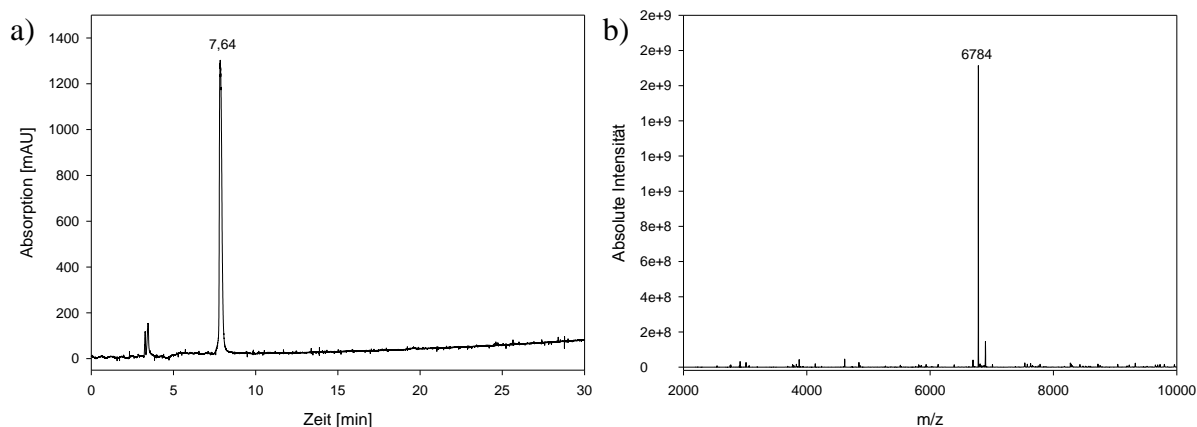 a)
7,64
1400
1200
1000
800
600
400
200
0
Absorption [mAU]
0 5 10 15 20 25 30
Zeit [min]
b)
6784
2e+9
2e+9
2e+9
1e+9
1e+9
1e+9
8e+8
6e+8
4e+8
2e+8
0
Absolute Intensität
2000 4000 6000 8000 10000
m/z